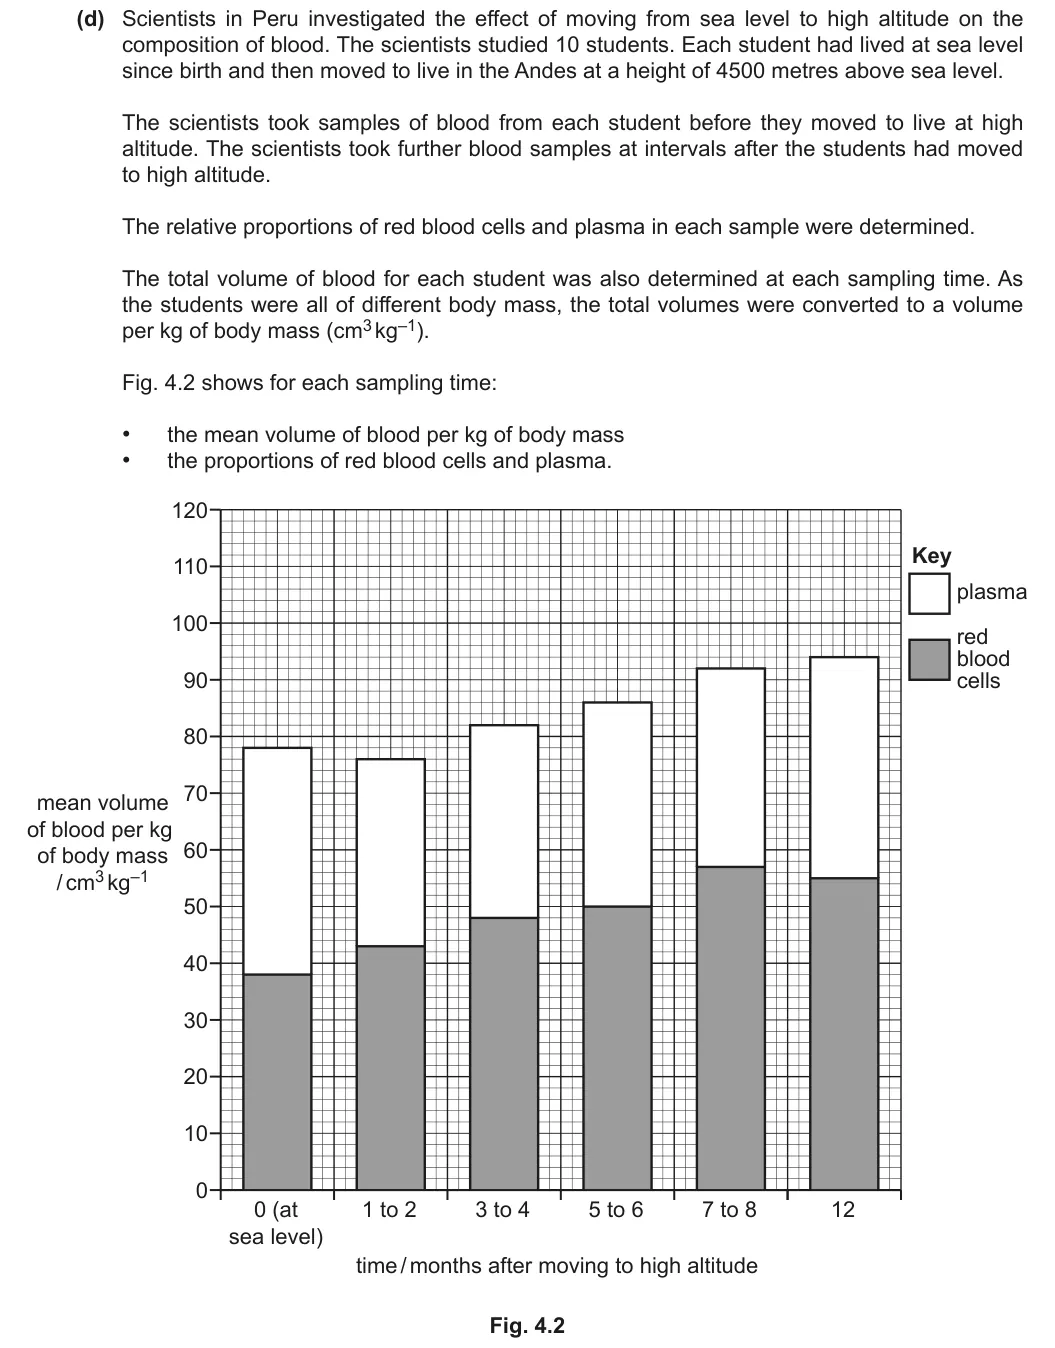 (d) Scientists in Peru investigated the effect of moving from sea level to high altitude on the
composition of blood. The scientists studied 10 students. Each student had lived at sea level
since birth and then moved to live in the Andes at a height of 4500 metres above sea level.
The scientists took samples of blood from each student before they moved to live at high
altitude. The scientists took further blood samples at intervals after the students had moved
to high altitude.
The relative proportions of red blood cells and plasma in each sample were determined.
The total volume of blood for each student was also determined at each sampling time. As
the students were all of different body mass, the total volumes were converted to a volume
per kg of body mass (cm³ kg⁻¹).
Fig. 4.2 shows for each sampling time:
• the mean volume of blood per kg of body mass
• the proportions of red blood cells and plasma.
120
110
100
90
80
70
60
50
40
30
20
10
0
mean volume
of blood per kg
of body mass
/ cm³ kg⁻¹
Key
plasma
red
blood
cells
0 (at
sea level)
1 to 2
3 to 4
5 to 6
7 to 8
12
time / months after moving to high altitude
Fig. 4.2